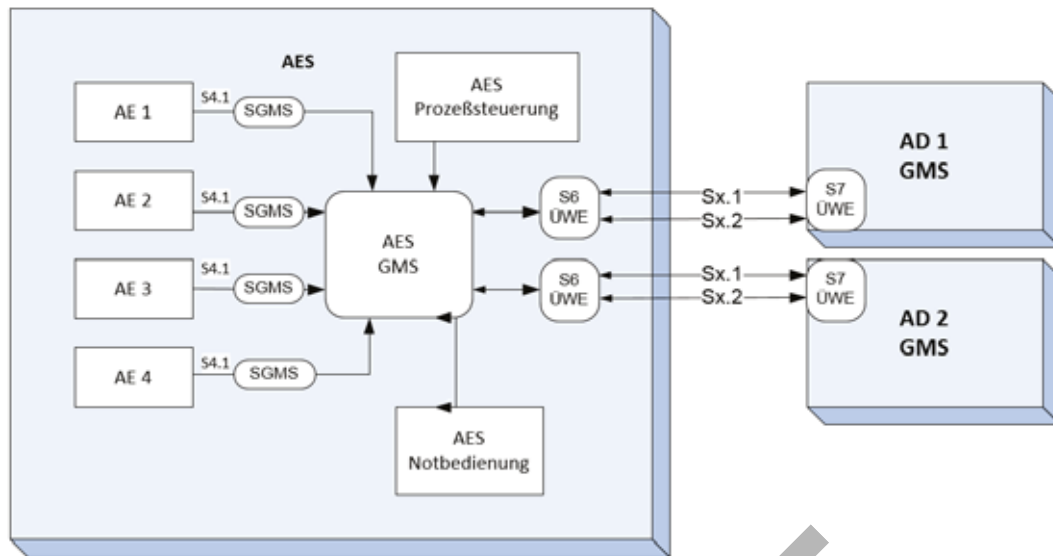 AES
AE 1
S4.1
SGMS
AES
Prozeßsteuerung
AE 2
S4.1
SGMS
AE 3
S4.1
SGMS
AE 4
S4.1
SGMS
AES
GMS
AES
Notbedienung
S6
ÜWE
Sx.1
Sx.2
S7
ÜWE
AD 1
GMS
S6
ÜWE
Sx.1
Sx.2
S7
ÜWE
AD 2
GMS